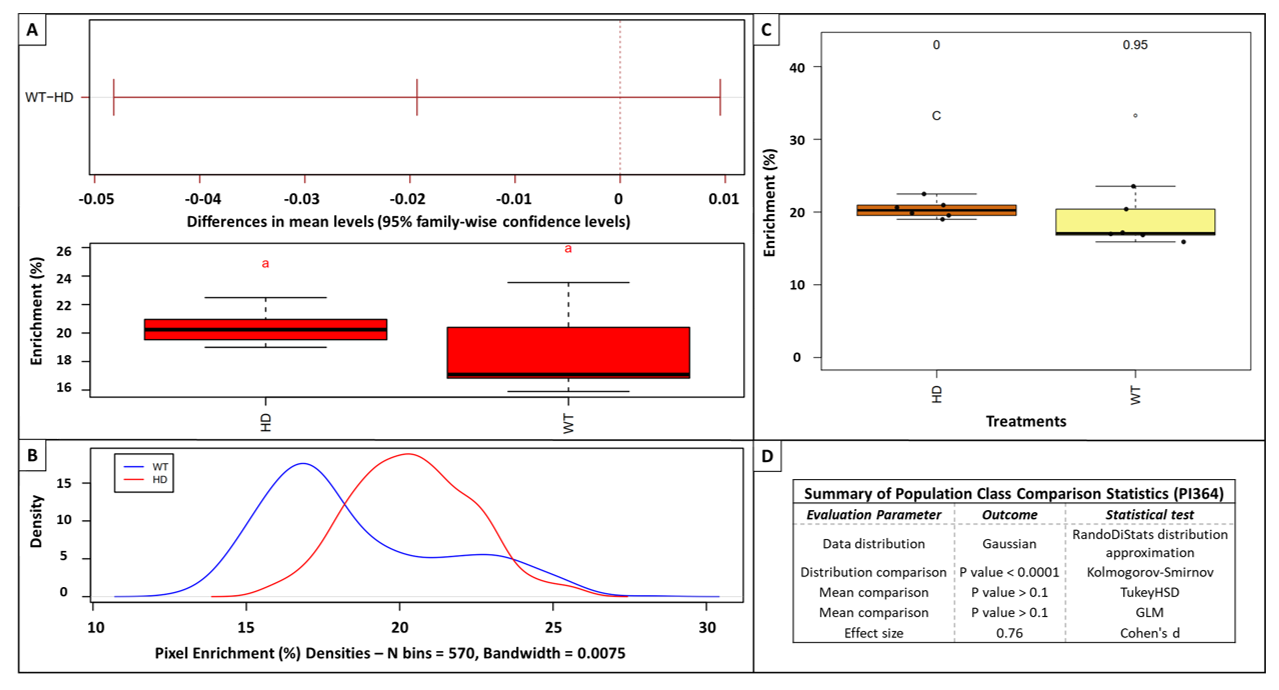 A
WT−HD
-0.05 -0.04 -0.03 -0.02 -0.01 0 0.01
Differences in mean levels (95% family-wise confidence levels)
Enrichment (%)
26
24
22
20
18
16
a
a
HD
WT
B
WT
HD
Density
15
10
5
0
10 15 20 25 30
Pixel Enrichment (%) Densities – N bins = 570, Bandwidth = 0.0075
C
0 0.95
C
Enrichment (%)
40
30
20
10
0
HD
WT
Treatments
D
Summary of Population Class Comparison Statistics (PI364)
Evaluation Parameter Outcome Statistical test
Data distribution Gaussian RandoDiStats distribution
approximation
Distribution comparison P value < 0.0001 Kolmogorov-Smirnov
Mean comparison P value > 0.1 TukeyHSD
Mean comparison P value > 0.1 GLM
Effect size 0.76 Cohen's d